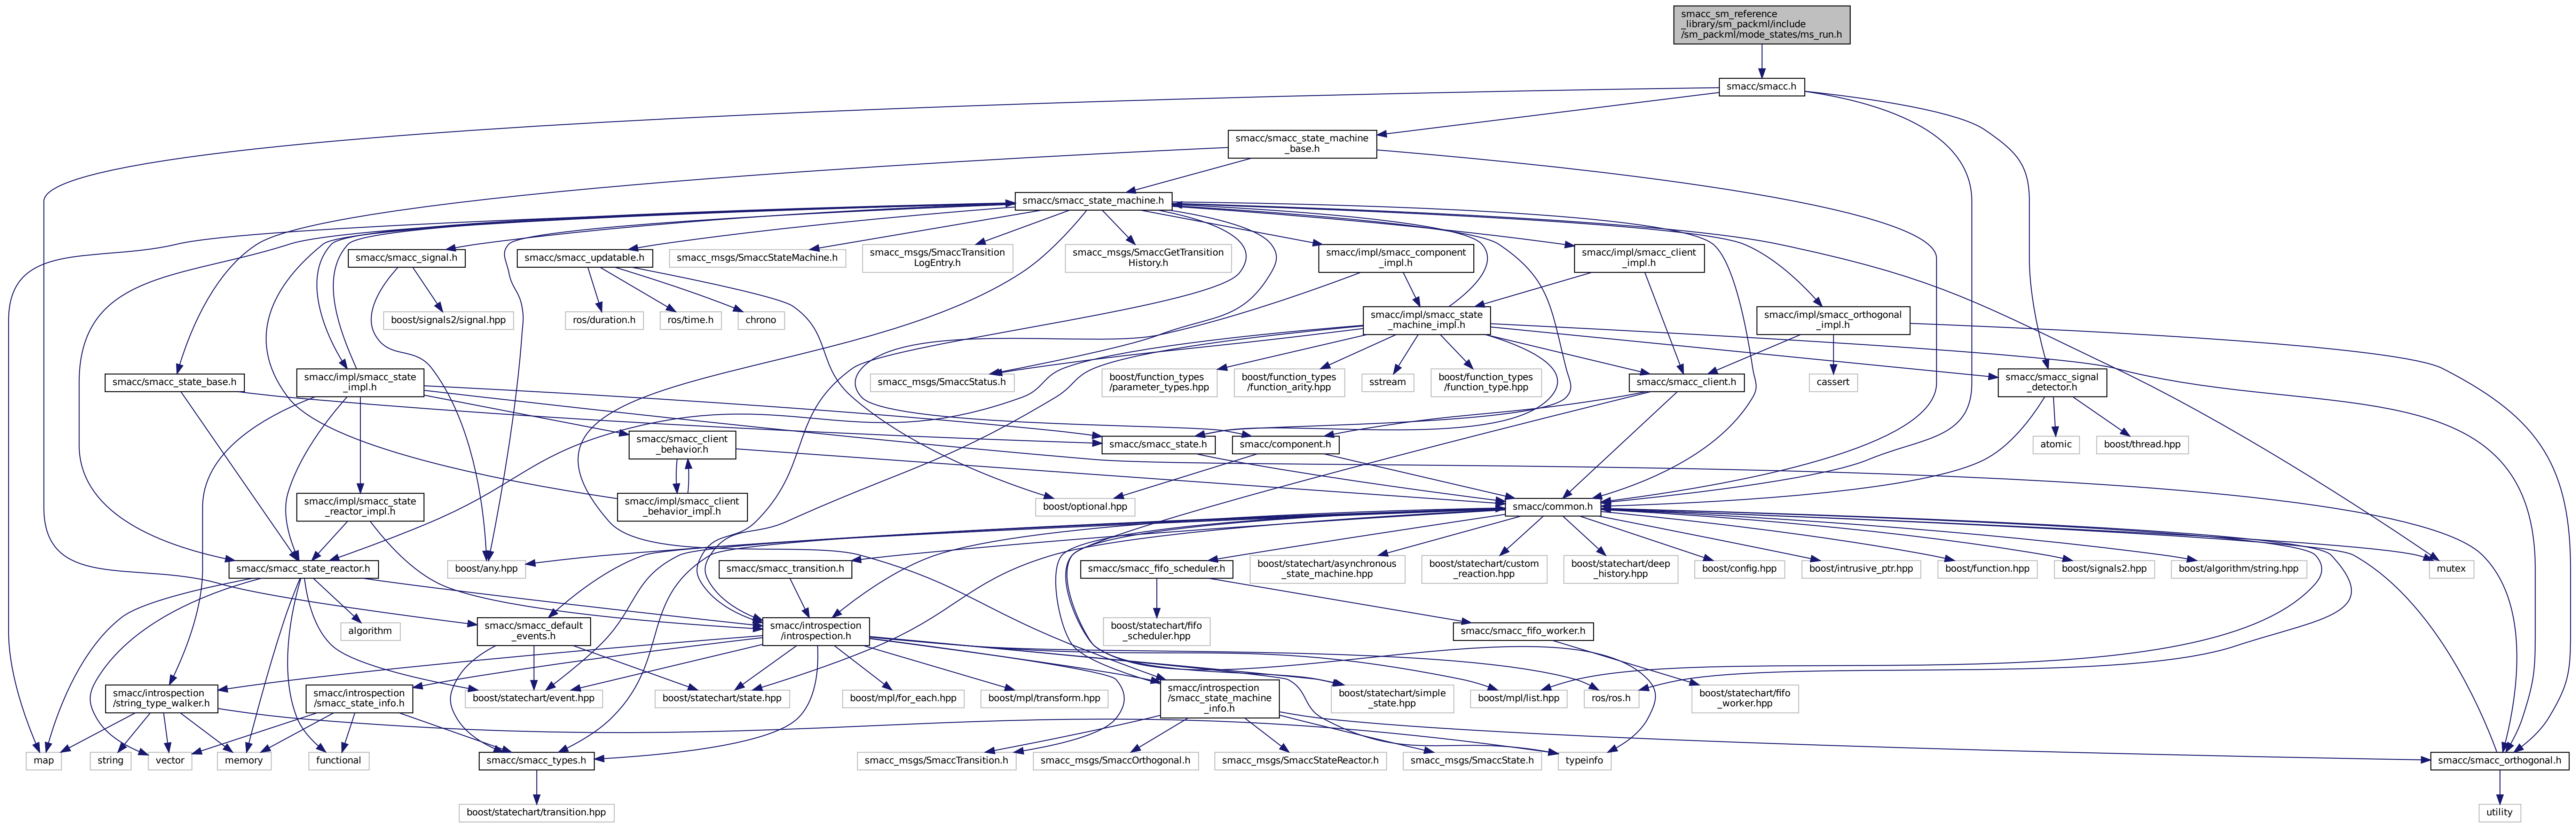 smacc_sm_reference
_library/sm_packml/include
/sm_packml/mode_states/ms_run.h
smacc/smacc.h
smacc/smacc_state_machine
_base.h
smacc/smacc_state_machine.h
smacc/smacc_signal.h
smacc/smacc_updatable.h
smacc_msgs/SmaccStateMachine.h
smacc_msgs/SmaccTransition
LogEntry.h
smacc_msgs/SmaccGetTransition
History.h
smacc/impl/smacc_component
_impl.h
smacc/impl/smacc_client
_impl.h
boost/signals2/signal.hpp
ros/duration.h
ros/time.h
chrono
smacc/impl/smacc_state
_machine_impl.h
smacc/impl/smacc_orthogonal
_impl.h
smacc/smacc_state_base.h
smacc/impl/smacc_state
_impl.h
smacc_msgs/SmaccStatus.h
boost/function_types
/parameter_types.hpp
boost/function_types
/function_arity.hpp
sstream
boost/function_types
/function_type.hpp
smacc/smacc_client.h
cassert
smacc/smacc_signal
_detector.h
smacc/smacc_client
_behavior.h
smacc/smacc_state.h
smacc/component.h
atomic
boost/thread.hpp
smacc/impl/smacc_state
_reactor_impl.h
smacc/impl/smacc_client
_behavior_impl.h
boost/optional.hpp
smacc/common.h
smacc/smacc_state_reactor.h
boost/any.hpp
smacc/smacc_transition.h
smacc/smacc_fifo_scheduler.h
boost/statechart/asynchronous
_state_machine.hpp
boost/statechart/custom
_reaction.hpp
boost/statechart/deep
_history.hpp
boost/config.hpp
boost/intrusive_ptr.hpp
boost/function.hpp
boost/signals2.hpp
boost/algorithm/string.hpp
mutex
algorithm
smacc/smacc_default
_events.h
smacc/introspection
/introspection.h
boost/statechart/fifo
_scheduler.hpp
smacc/smacc_fifo_worker.h
smacc/introspection
/string_type_walker.h
smacc/introspection
/smacc_state_info.h
boost/statechart/event.hpp
boost/statechart/state.hpp
boost/mpl/for_each.hpp
boost/mpl/transform.hpp
smacc/introspection
/smacc_state_machine
_info.h
boost/statechart/simple
_state.hpp
boost/mpl/list.hpp
ros/ros.h
boost/statechart/fifo
_worker.hpp
map
string
vector
memory
functional
smacc/smacc_types.h
smacc_msgs/SmaccTransition.h
smacc_msgs/SmaccOrthogonal.h
smacc_msgs/SmaccStateReactor.h
smacc_msgs/SmaccState.h
typeinfo
smacc/smacc_orthogonal.h
boost/statechart/transition.hpp
utility